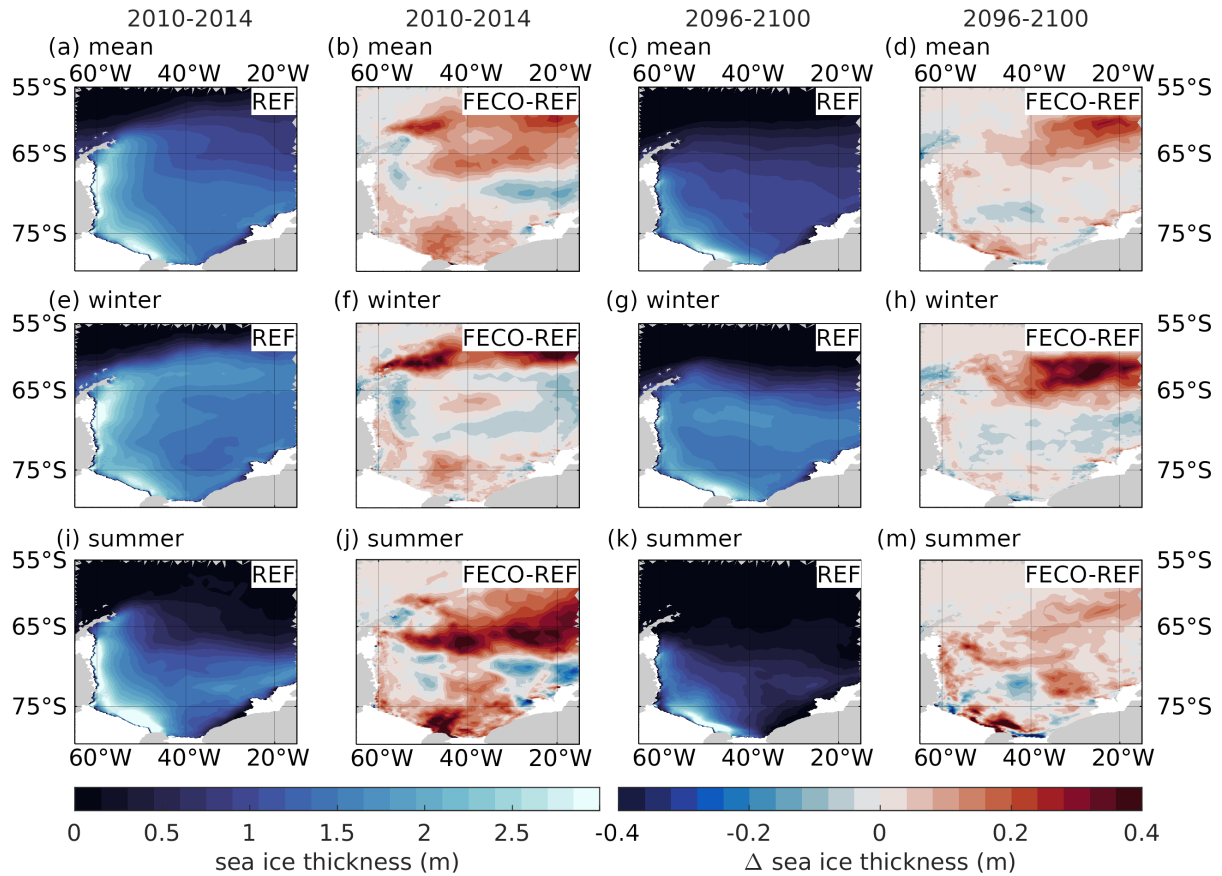 2010-2014 2010-2014 2096-2100 2096-2100
(a) mean (b) mean (c) mean (d) mean
60°W 40°W 20°W 60°W 40°W 20°W 60°W 40°W 20°W 60°W 40°W 20°W
55°S REF FECO-REF REF FECO-REF 55°S
65°S 65°S
75°S 75°S
(e) winter (f) winter (g) winter (h) winter
55°S REF FECO-REF REF FECO-REF 55°S
65°S 65°S
75°S 75°S
(i) summer (j) summer (k) summer (m) summer
55°S REF FECO-REF REF FECO-REF 55°S
65°S 65°S
75°S 75°S
60°W 40°W 20°W 60°W 40°W 20°W 60°W 40°W 20°W 60°W 40°W 20°W
0 0.5 1 1.5 2 2.5 -0.4 -0.2 0 0.2 0.4
sea ice thickness (m) Δ sea ice thickness (m)